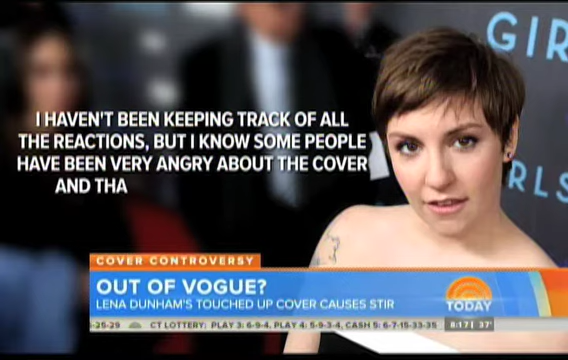 GIR
I HAVEN'T BEEN KEEPING TRACK OF ALL
THE REACTIONS, BUT I KNOW SOME PEOPLE
HAVE BEEN VERY ANGRY ABOUT THE COVER
AND THA
RLS
COVER CONTROVERSY
OUT OF VOGUE?
LENA DUNHAM'S TOUCHED UP COVER CAUSES STIR
TODAY
-25-29 CT LOTTERY: PLAY 3: 6-9-4, PLAY 4: 5-9-3-4, CASH 5: 6-7-15-33-35 8:17 37°